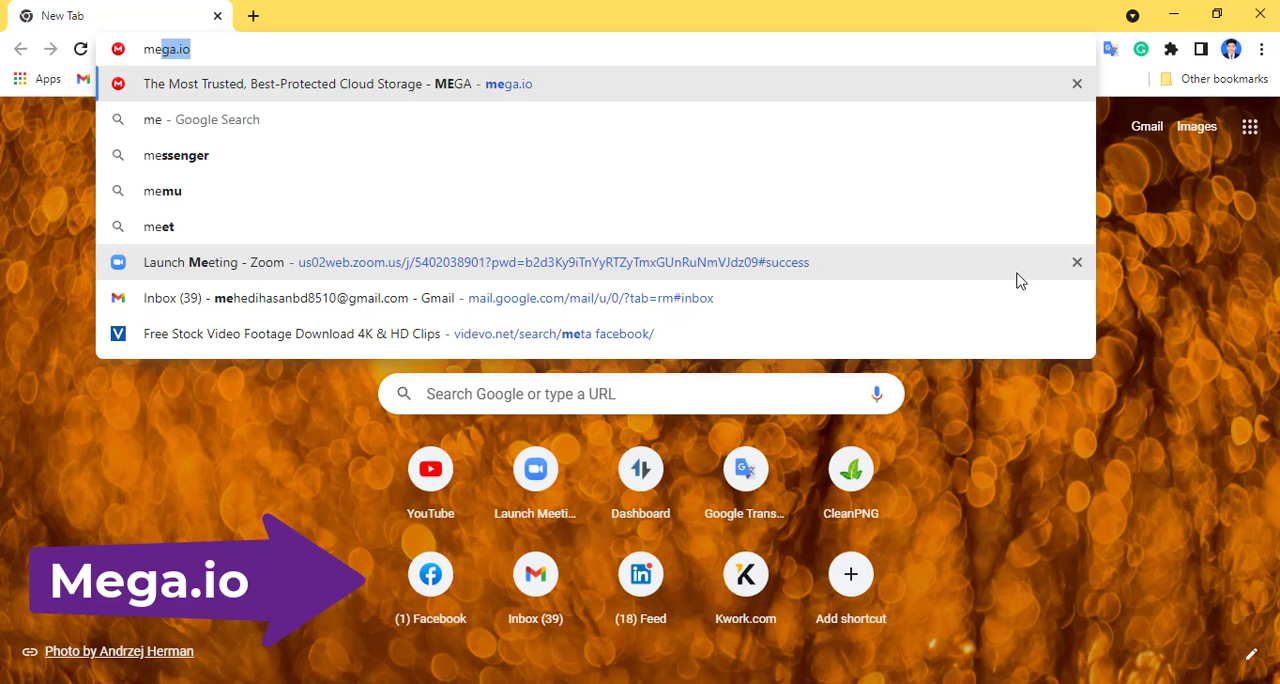 New Tab
mega.io
Apps
Other bookmarks
The Most Trusted, Best-Protected Cloud Storage - MEGA - mega.io
me - Google Search
messenger
memu
meet
Launch Meeting - Zoom - us02web.zoom.us/j/5402038901?pwd=b2d3Ky9iTnYyRTZyTmxGUnRuNmVJdz09#success
Inbox (39) - mehedihasanbd8510@gmail.com - Gmail - mail.google.com/mail/u/0/?tab=rm#inbox
Free Stock Video Footage Download 4K & HD Clips - videvo.net/search/meta facebook/
Gmail Images
Search Google or type a URL
YouTube
Launch Meeti...
Dashboard
Google Trans...
CleanPNG
(1) Facebook
Inbox (39)
(18) Feed
Kwork.com
Add shortcut
Mega.io
Photo by Andrzej Herman